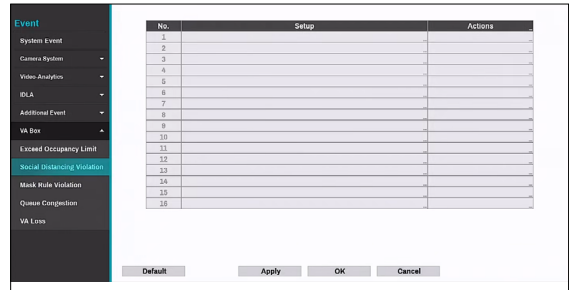 Event
System Event
Camera System
Video-Analytics
IDLA
Additional Event
VA Box
Exceed Occupancy Limit
Social Distancing Violation
Mask Rule Violation
Queue Congestion
VA Loss
No. Setup Actions ...
1 ... ...
2 ... ...
3 ... ...
4 ... ...
5 ... ...
6 ... ...
7 ... ...
8 ... ...
9 ... ...
10 ... ...
11 ... ...
12 ... ...
13 ... ...
14 ... ...
15 ... ...
16 ... ...
Default Apply OK Cancel